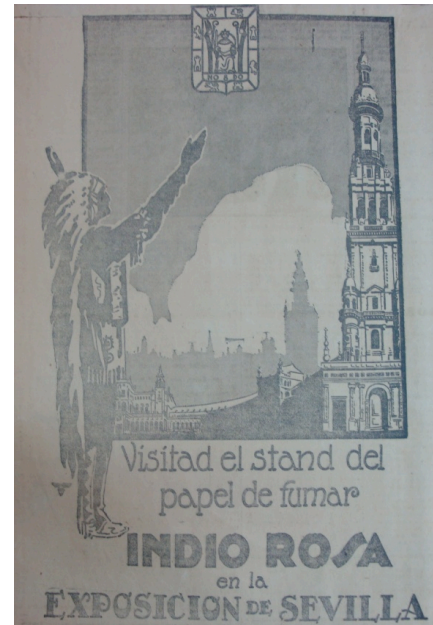 Visitad el stand del
papel de fumar
INDIO ROSA
en la
EXPOSICION DE SEVILLA